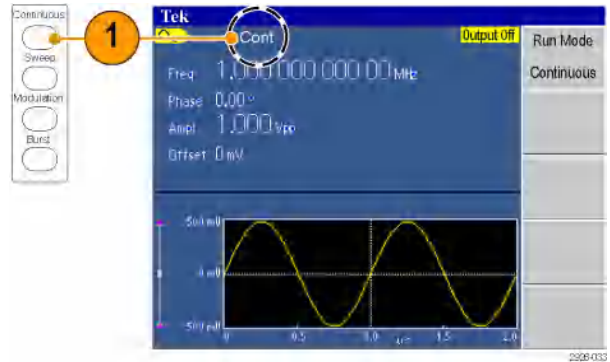 Continuous
Sweep
Modulation
Burst
1
Tek
Cont
Output Off
Freq 1.000 000 000 00 MHz
Phase 0.00 °
Ampl 1.000 Vpp
Offset 0 mV
Run Mode
Continuous
500 mV
0 mV
-500 mV
0.5
1.0
us
1.5
2.0
2928-033